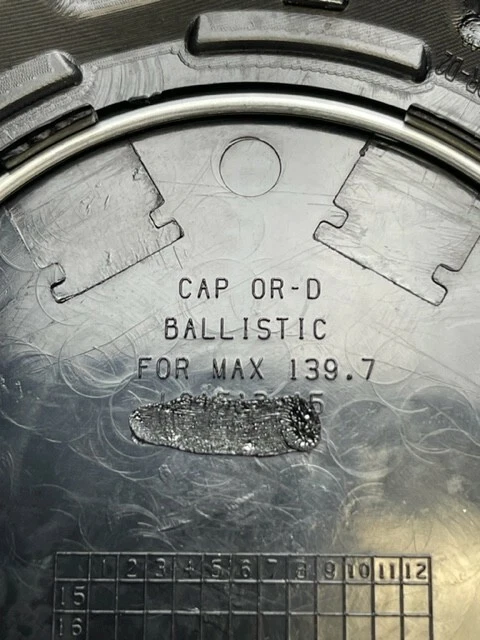 CAP OR-D
BALLISTIC
FOR MAX 139.7
1 2 3 4 5 6 7 8 9 10 11 12
15
16